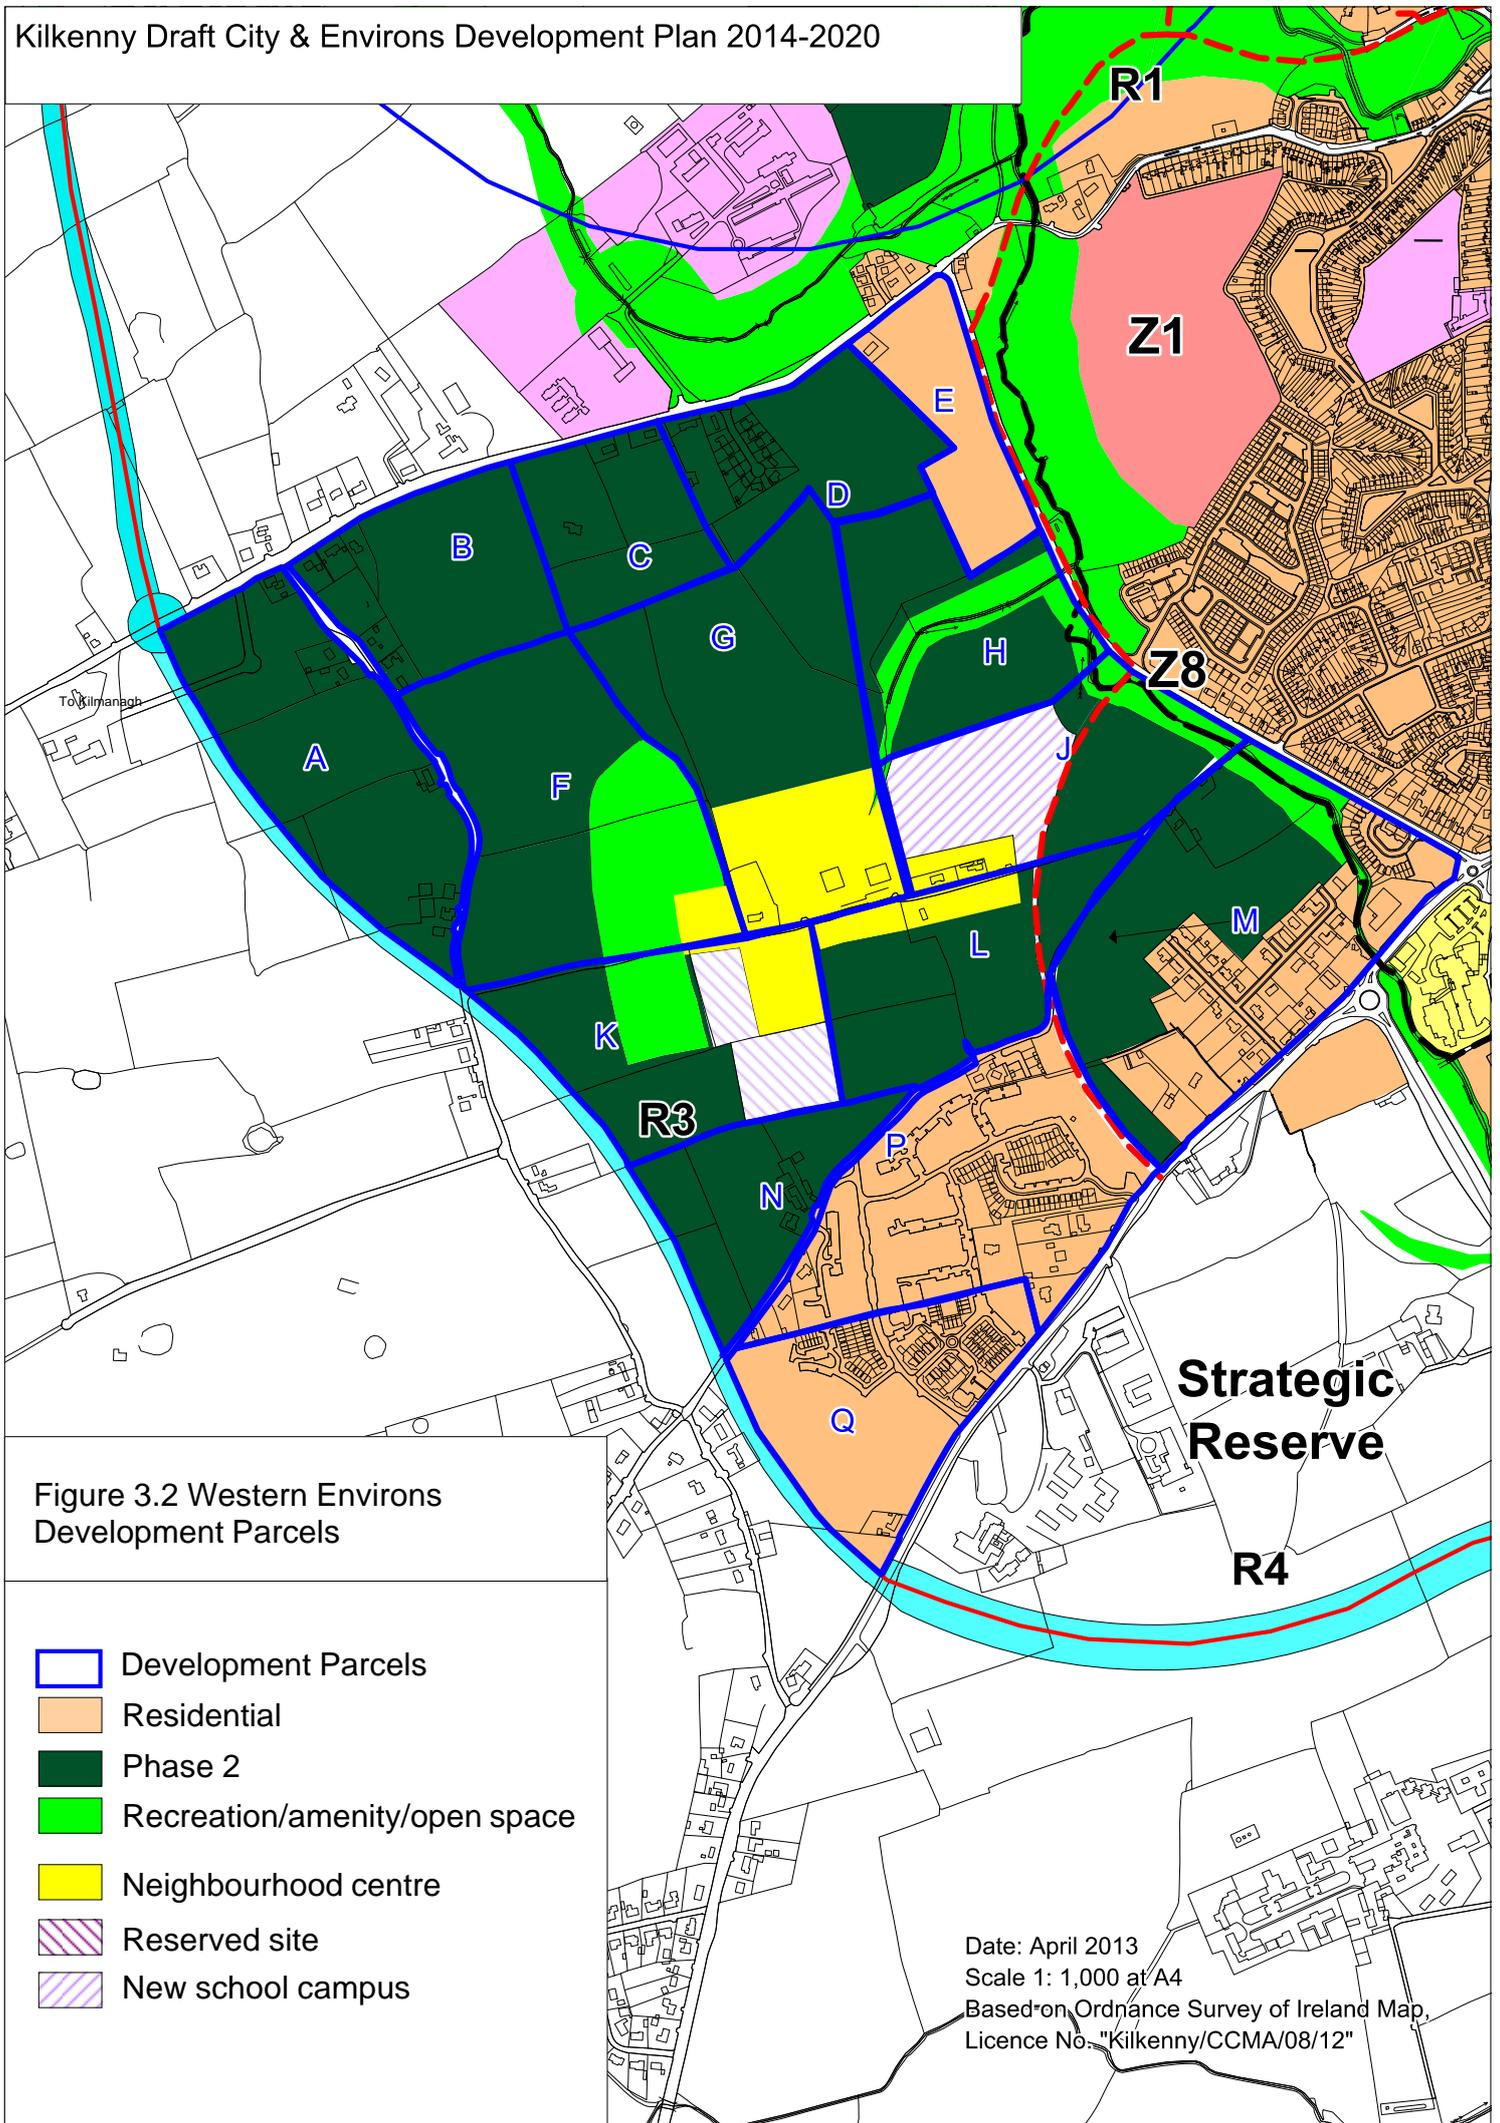 Kilkenny Draft City & Environs Development Plan 2014-2020
R1
Z1
E
D
B
C
G
H
Z8
To Kilmanagh
A
J
F
M
L
K
R3
P
N
Strategic
Reserve
Q
R4
Figure 3.2 Western Environs
Development Parcels
Development Parcels
Residential
Phase 2
Recreation/amenity/open space
Neighbourhood centre
Reserved site
New school campus
Date: April 2013
Scale 1: 1,000 at A4
Based on Ordnance Survey of Ireland Map,
Licence No. "Kilkenny/CCMA/08/12"